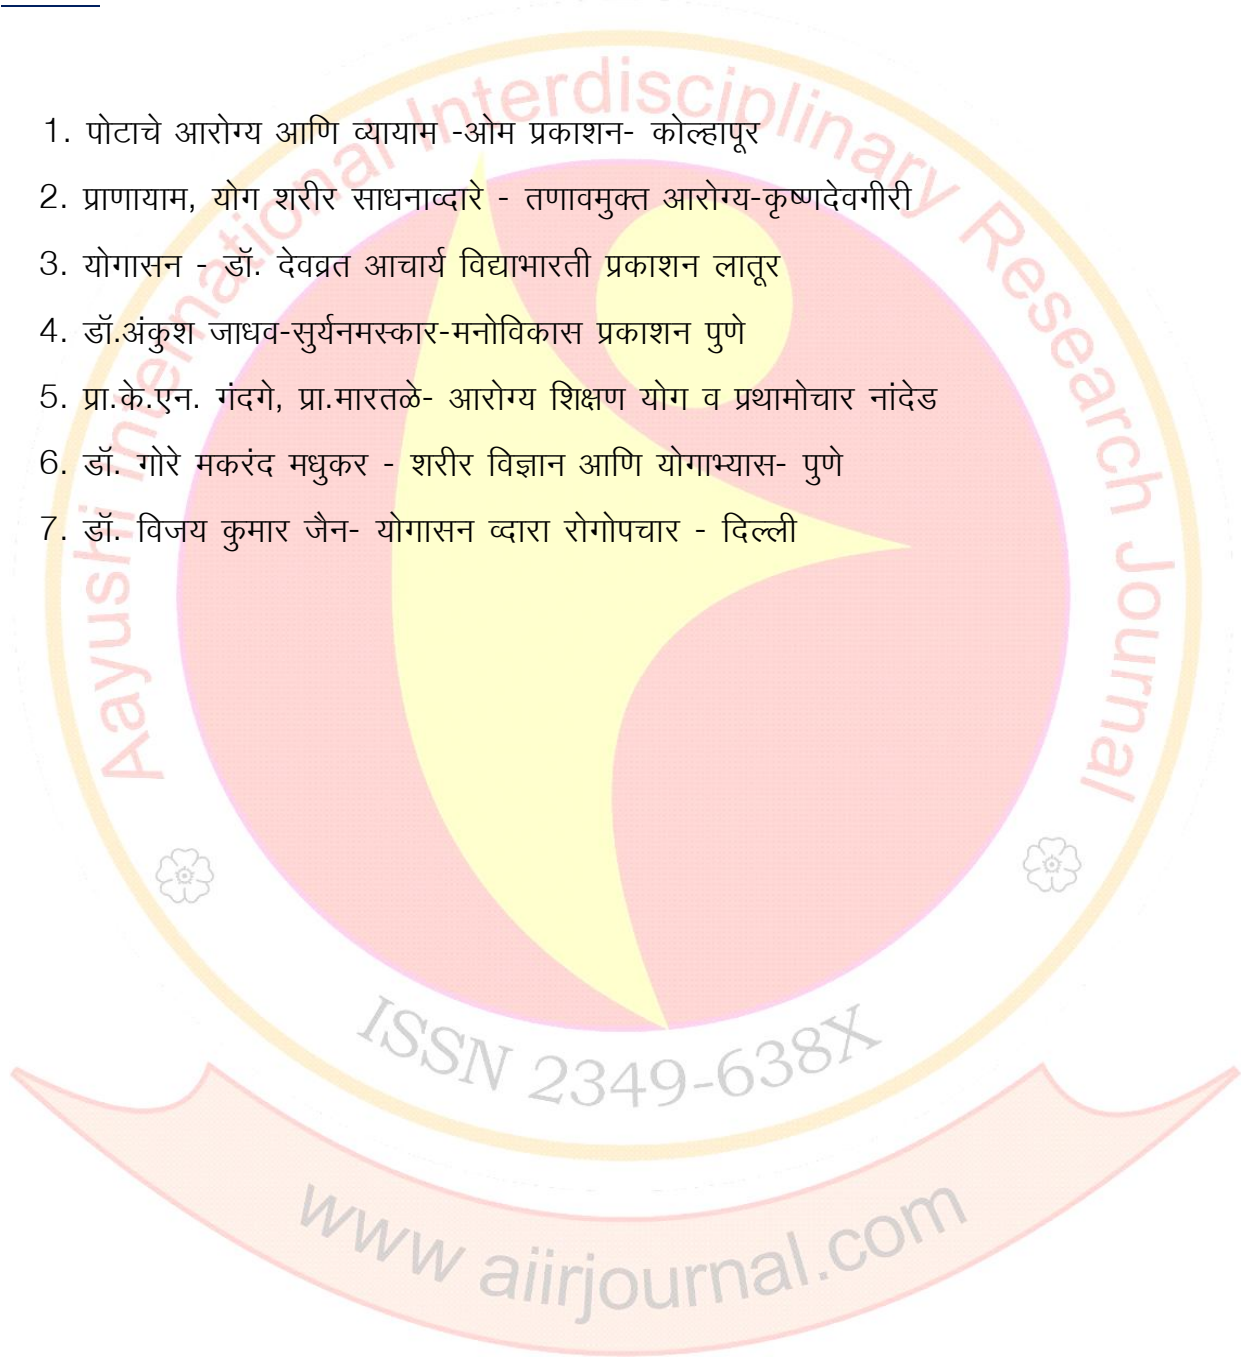 1. पोटाचे आरोग्य आणि व्यायाम -ओम प्रकाशन- कोल्हापूर
2. प्राणायाम, योग शरीर साधनाव्दारे - तणावमुक्त आरोग्य-कृष्णदेवगीरी
3. योगासन - डॉ. देवव्रत आचार्य विद्याभारती प्रकाशन लातूर
4. डॉ.अंकुश जाधव-सुर्यनमस्कार-मनोविकास प्रकाशन पुणे
5. प्रा.के.एन. गंदगे, प्रा.मारतळे- आरोग्य शिक्षण योग व प्रथामोचार नांदेड
6. डॉ. गोरे मकरंद मधुकर - शरीर विज्ञान आणि योगाभ्यास- पुणे
7. डॉ. विजय कुमार जैन- योगासन व्दारा रोगोपचार - दिल्ली
Aayushi International Interdisciplinary Research Journal
ISSN 2349-638X
www aiirjournal.com